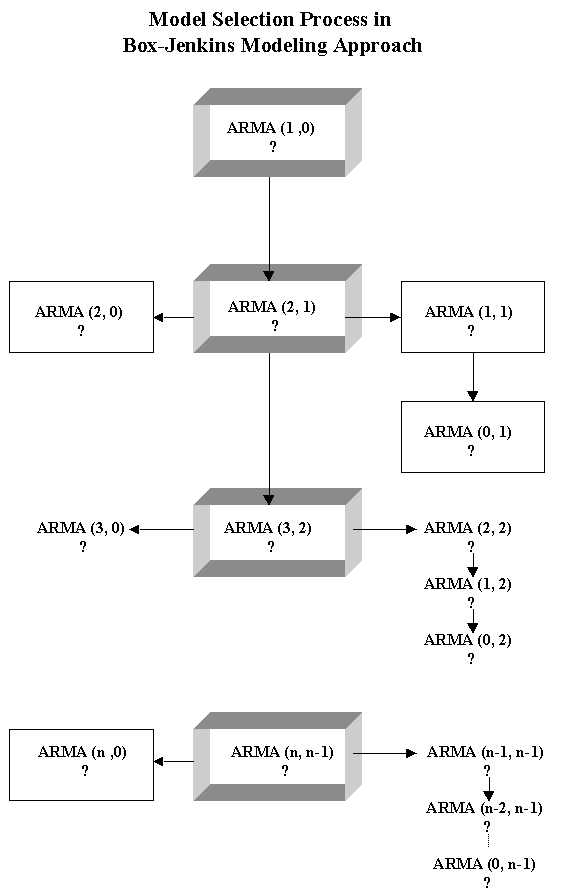 Model Selection Process in
Box-Jenkins Modeling Approach
ARMA (1 ,0)
?
ARMA (2, 0)
?
ARMA (2, 1)
?
ARMA (1, 1)
?
ARMA (0, 1)
?
ARMA (3, 0)
?
ARMA (3, 2)
?
ARMA (2, 2)
?
ARMA (1, 2)
?
ARMA (0, 2)
?
ARMA (n ,0)
?
ARMA (n, n-1)
?
ARMA (n-1, n-1)
?
ARMA (n-2, n-1)
?
ARMA (0, n-1)
?